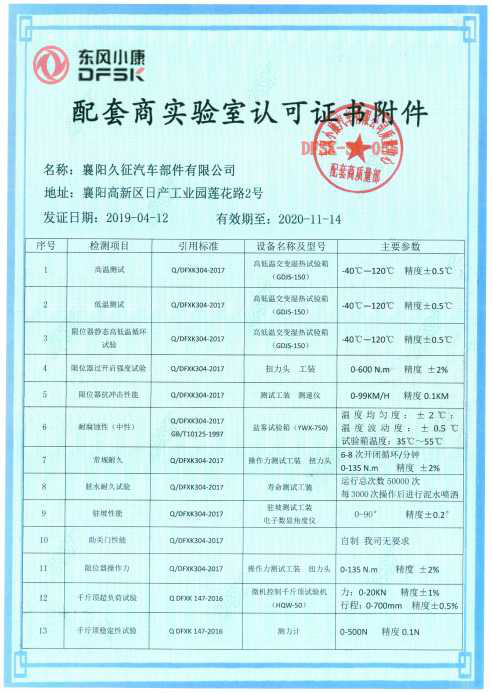 东风小康
DFSK
配套商实验室认可证书附件
名称：襄阳久征汽车部件有限公司
地址：襄阳高新区日产工业园莲花路2号
发证日期：2019-04-12 有效期至：2020-11-14
配套商质量部
序号 检测项目 引用标准 设备名称及型号 主要参数
1 高温测试 Q/DFXK304-2017 高低温交变湿热试验箱（GDJS-150） -40℃—120℃ 精度±0.5℃
2 低温测试 Q/DFXK304-2017 高低温交变湿热试验箱（GDJS-150） -40℃—120℃ 精度±0.5℃
3 限位器静态高低温循环试验 Q/DFXK304-2017 高低温交变湿热试验箱（GDJS-150） -40℃—120℃ 精度±0.5℃
4 限位器过开启强度试验 Q/DFXK304-2017 扭力头 工装 0-600 N.m 精度 ±2%
5 限位器抗冲击性能 Q/DFXK304-2017 测试工装 测速仪 0-99KM/H 精度 0.1KM
6 耐腐蚀性（中性） Q/DFXK304-2017 GB/T10125-1997 盐雾试验箱（YWX-750) 温度均匀度：±2℃；温度波动度：±0.5℃ 试验箱温度：35℃~55℃
7 常规耐久 Q/DFXK304-2017 操作力测试工装 扭力头 6-8 次开闭循环/分钟 0-135 N.m 精度 ±2%
8 脏水耐久试验 Q/DFXK304-2017 寿命测试工装 运行总次数 50000 次 每3000次操作后进行泥水喷洒
9 驻坡性能 Q/DFXK304-2017 驻坡测试工装 电子数显角度仪 0-90° 精度±0.2°
10 助关门性能 Q/DFXK304-2017 自制 我司无要求
11 限位器操作力 Q/DFXK304-2017 操作力测试工装 扭力头 0-135 N.m 精度 ±2%
12 千斤顶超负荷试验 Q DFXK 147-2016 微机控制千斤顶试验机（HQW-50） 力：0-20KN 精度±1% 行程：0-700mm 精度±0.5%
13 千斤顶稳定性试验 Q DFXK 147-2016 测力计 0-500N 精度 0.1N